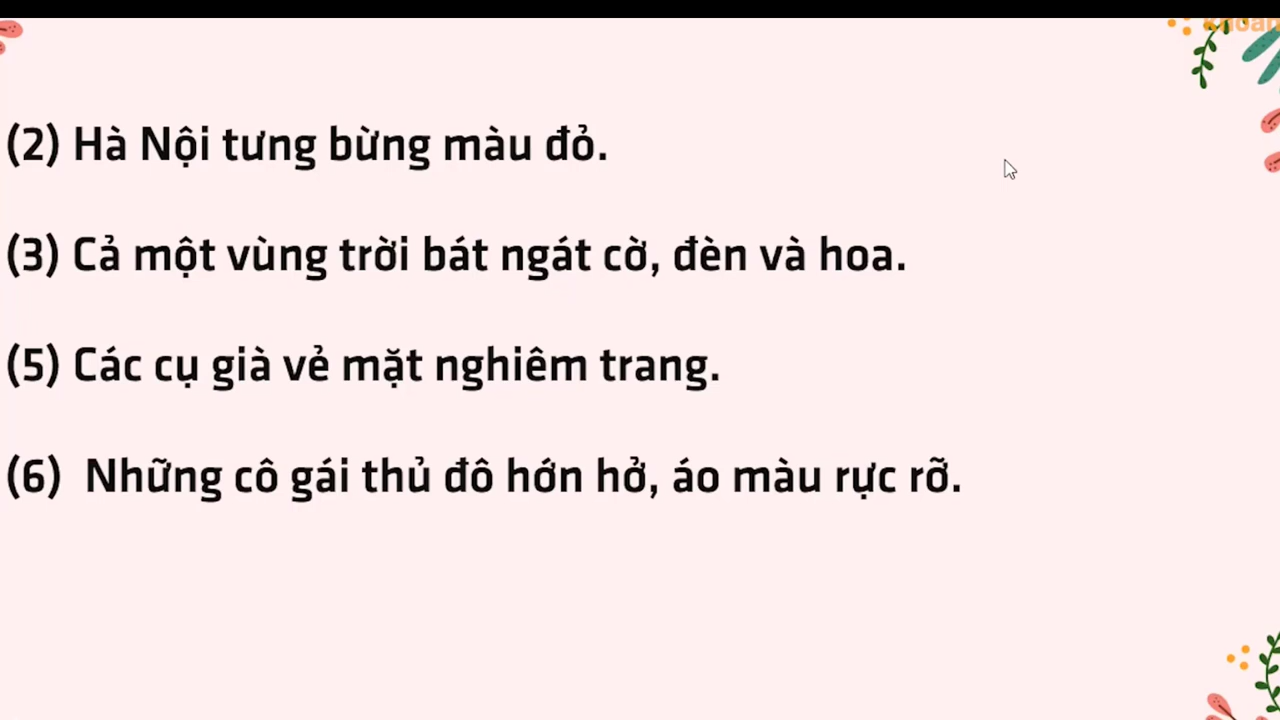 (2) Hà Nội tưng bừng màu đỏ.
(3) Cả một vùng trời bát ngát cờ, đèn và hoa.
(5) Các cụ già vẻ mặt nghiêm trang.
(6) Những cô gái thủ đô hớn hở, áo màu rực rỡ.